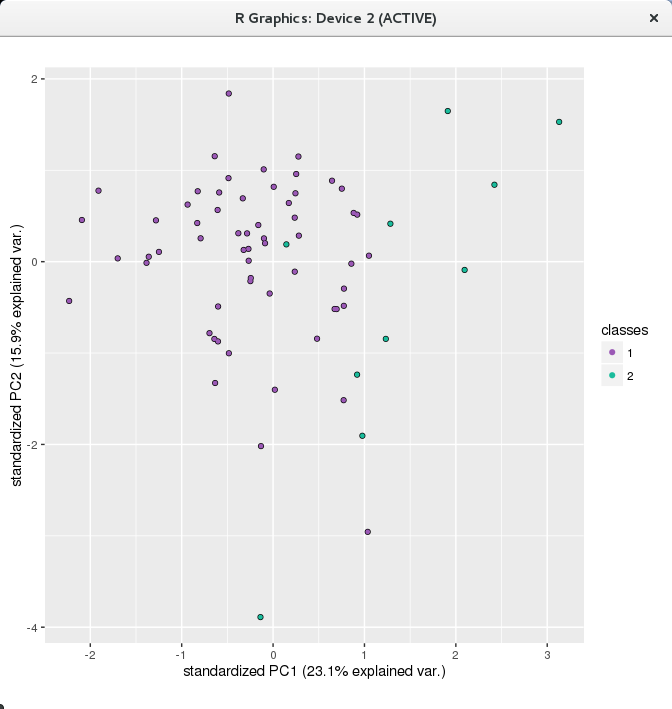 R Graphics: Device 2 (ACTIVE)
×
2
0
-2
-4
standardized PC2 (15.9% explained var.)
-2 -1 0 1 2 3
standardized PC1 (23.1% explained var.)
classes
1
2